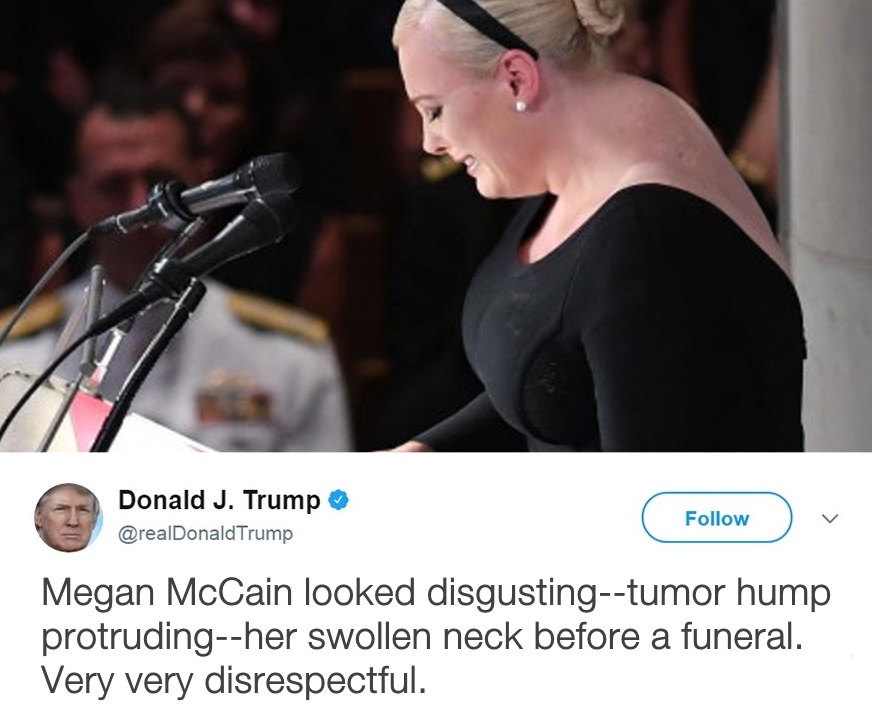 Donald J. Trump
@realDonaldTrump
Follow
Megan McCain looked disgusting--tumor hump
protruding--her swollen neck before a funeral.
Very very disrespectful.